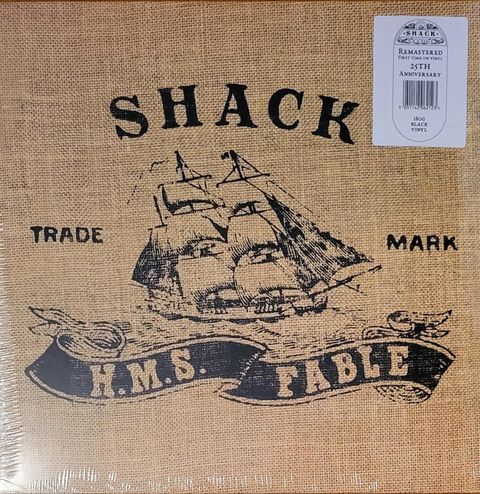 SHACK
TRADE MARK
H.M.S. FABLE
SHACK
REMASTERED
FIRST TIME ON VINYL
25TH
ANNIVERSARY
180G
BLACK
VINYL